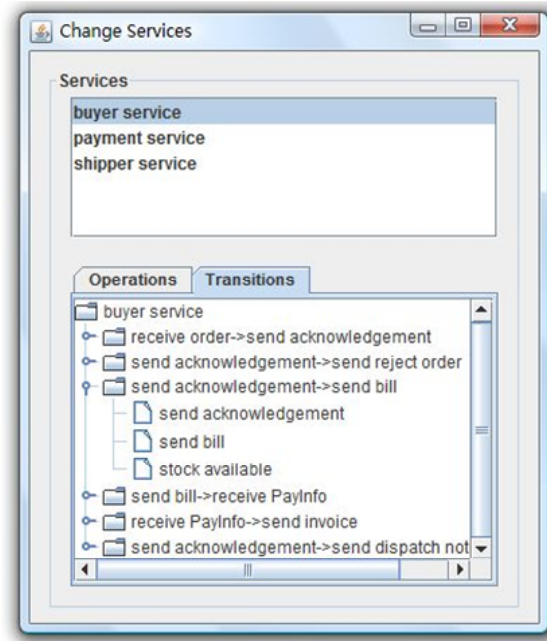 Change Services
Services
buyer service
payment service
shipper service
Operations Transitions
buyer service
receive order->send acknowledgement
send acknowledgement->send reject order
send acknowledgement->send bill
send acknowledgement
send bill
stock available
send bill->receive PayInfo
receive PayInfo->send invoice
send acknowledgement->send dispatch not